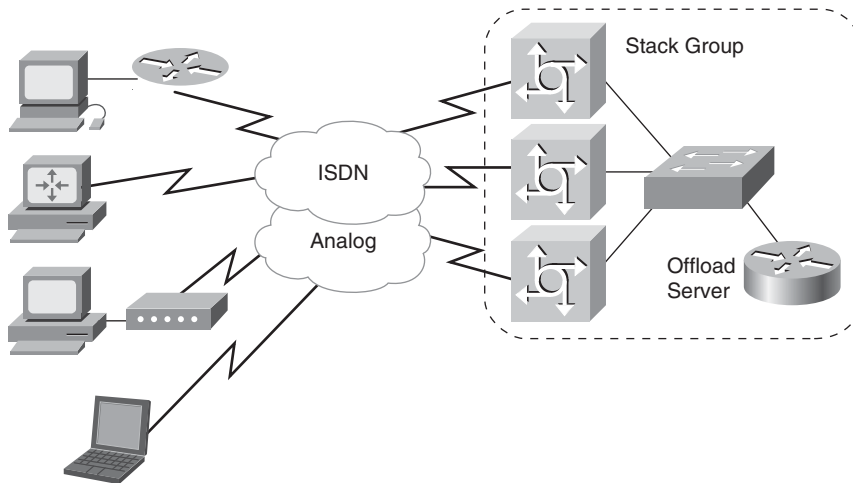 Stack Group
ISDN
Analog
Offload
Server